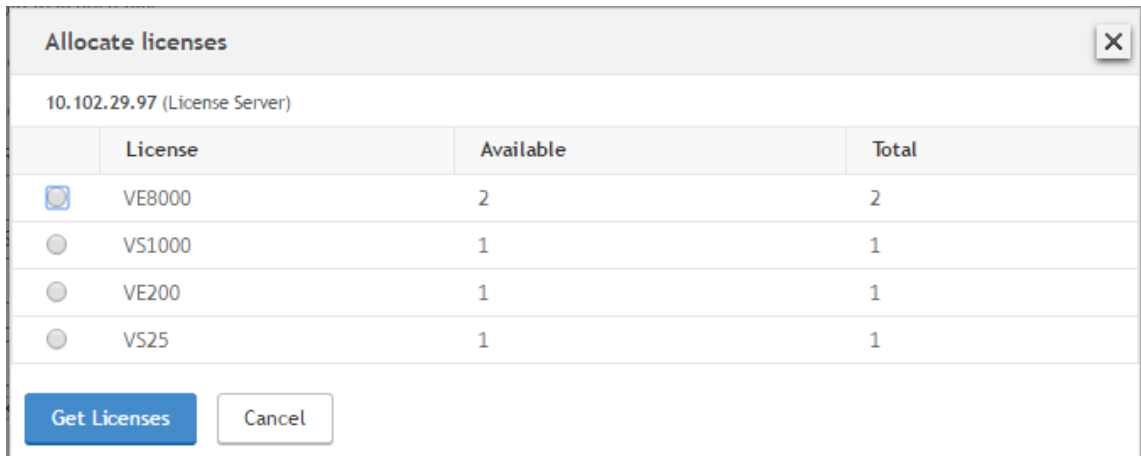 Allocate licenses
10.102.29.97 (License Server)
License Available Total
VE8000 2 2
VS1000 1 1
VE200 1 1
VS25 1 1
Get Licenses Cancel